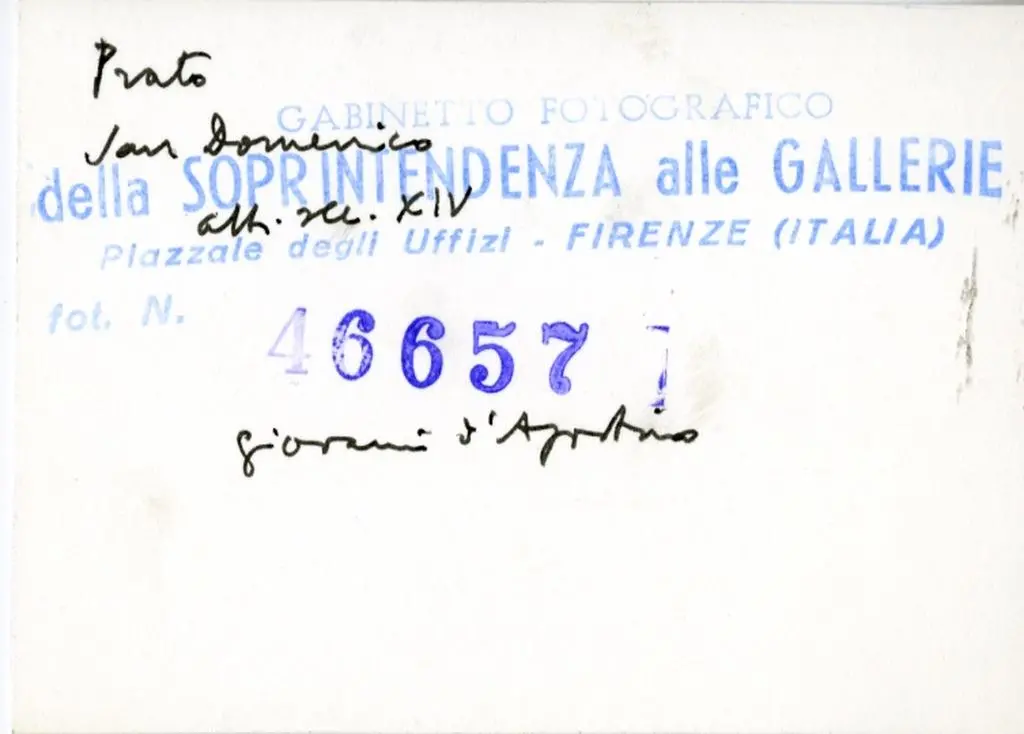 Prato
GABINETTO FOTOGRAFICO
San Domenico
della SOPRINTENDENZA alle GALLERIE
sec. XIV
Piazzale degli Uffizi - FIRENZE (ITALIA)
fot. N.
46657
giovanni d'Agostino